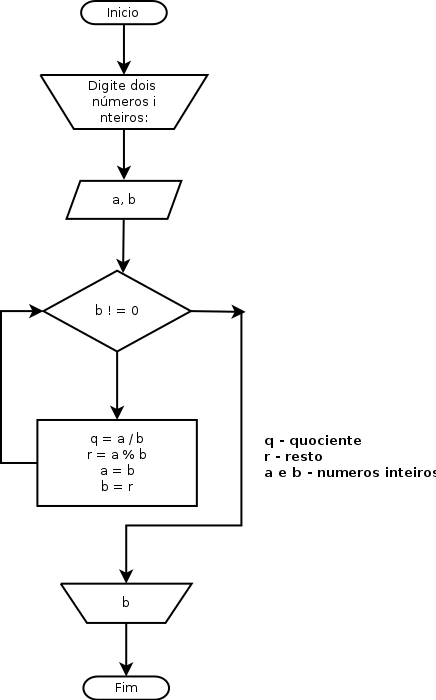 Inicio
Digite dois
números i
nteiros:
a, b
b ! = 0
q = a / b
r = a % b
a = b
b = r
q - quociente
r - resto
a e b - numeros inteiros
b
Fim